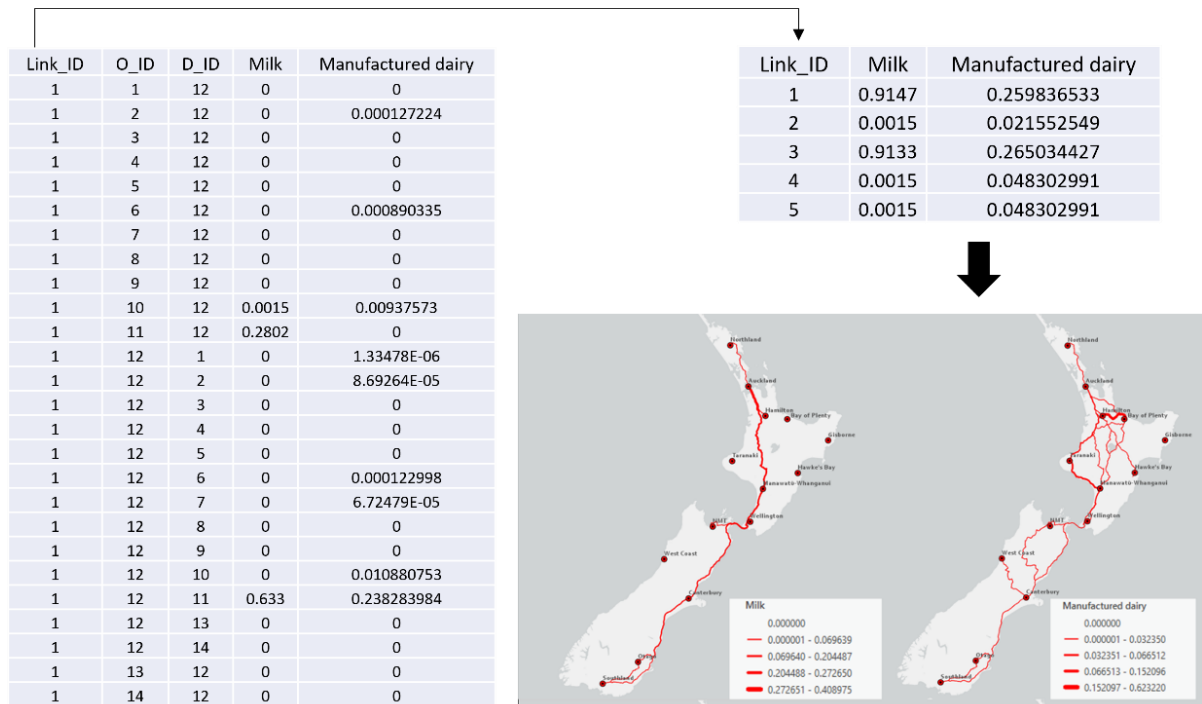 Link_ID O_ID D_ID Milk Manufactured dairy
1 1 12 0 0
1 2 12 0 0.000127224
1 3 12 0 0
1 4 12 0 0
1 5 12 0 0
1 6 12 0 0.000890335
1 7 12 0 0
1 8 12 0 0
1 9 12 0 0
1 10 12 0.0015 0.00937573
1 11 12 0.2802 0
1 12 1 0 1.33478E-06
1 12 2 0 8.69264E-05
1 12 3 0 0
1 12 4 0 0
1 12 5 0 0
1 12 6 0 0.000122998
1 12 7 0 6.72479E-05
1 12 8 0 0
1 12 9 0 0
1 12 10 0 0.010880753
1 12 11 0.633 0.238283984
1 12 13 0 0
1 12 14 0 0
1 13 12 0 0
1 14 12 0 0
Link_ID Milk Manufactured dairy
1 0.9147 0.259836533
2 0.0015 0.021552549
3 0.9133 0.265034427
4 0.0015 0.048302991
5 0.0015 0.048302991
Northland
Auckland
Hamilton
Bay of Plenty
Gisborne
Taranaki
Hawke's Bay
Manawatū-Whanganui
Wellington
NMT
West Coast
Canterbury
Otago
Southland
Milk
0.000000
0.000001 - 0.069639
0.069640 - 0.204487
0.204488 - 0.272650
0.272651 - 0.408975
Northland
Auckland
Hamilton
Bay of Plenty
Gisborne
Taranaki
Hawke's Bay
Manawatū-Whanganui
Wellington
NMT
West Coast
Canterbury
Otago
Southland
Manufactured dairy
0.000000
0.000001 - 0.032350
0.032351 - 0.066512
0.066513 - 0.152096
0.152097 - 0.623220